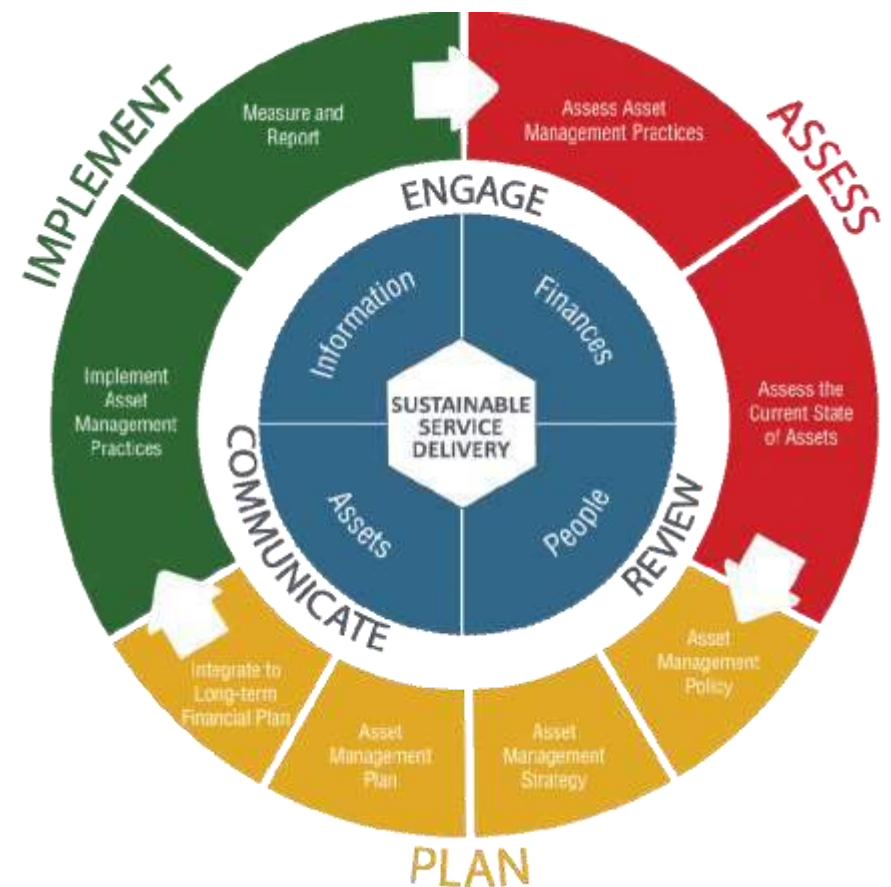 IMPLEMENT
ASSESS
PLAN
Measure and
Report
Assess Asset
Management Practices
Assess the
Current State
of Assets
Asset
Management
Policy
Asset
Management
Strategy
Asset
Management
Plan
Integrate to
Long-term
Financial Plan
Implement
Asset
Management
Practices
ENGAGE
REVIEW
COMMUNICATE
Information
Finances
People
Assets
SUSTAINABLE
SERVICE
DELIVERY